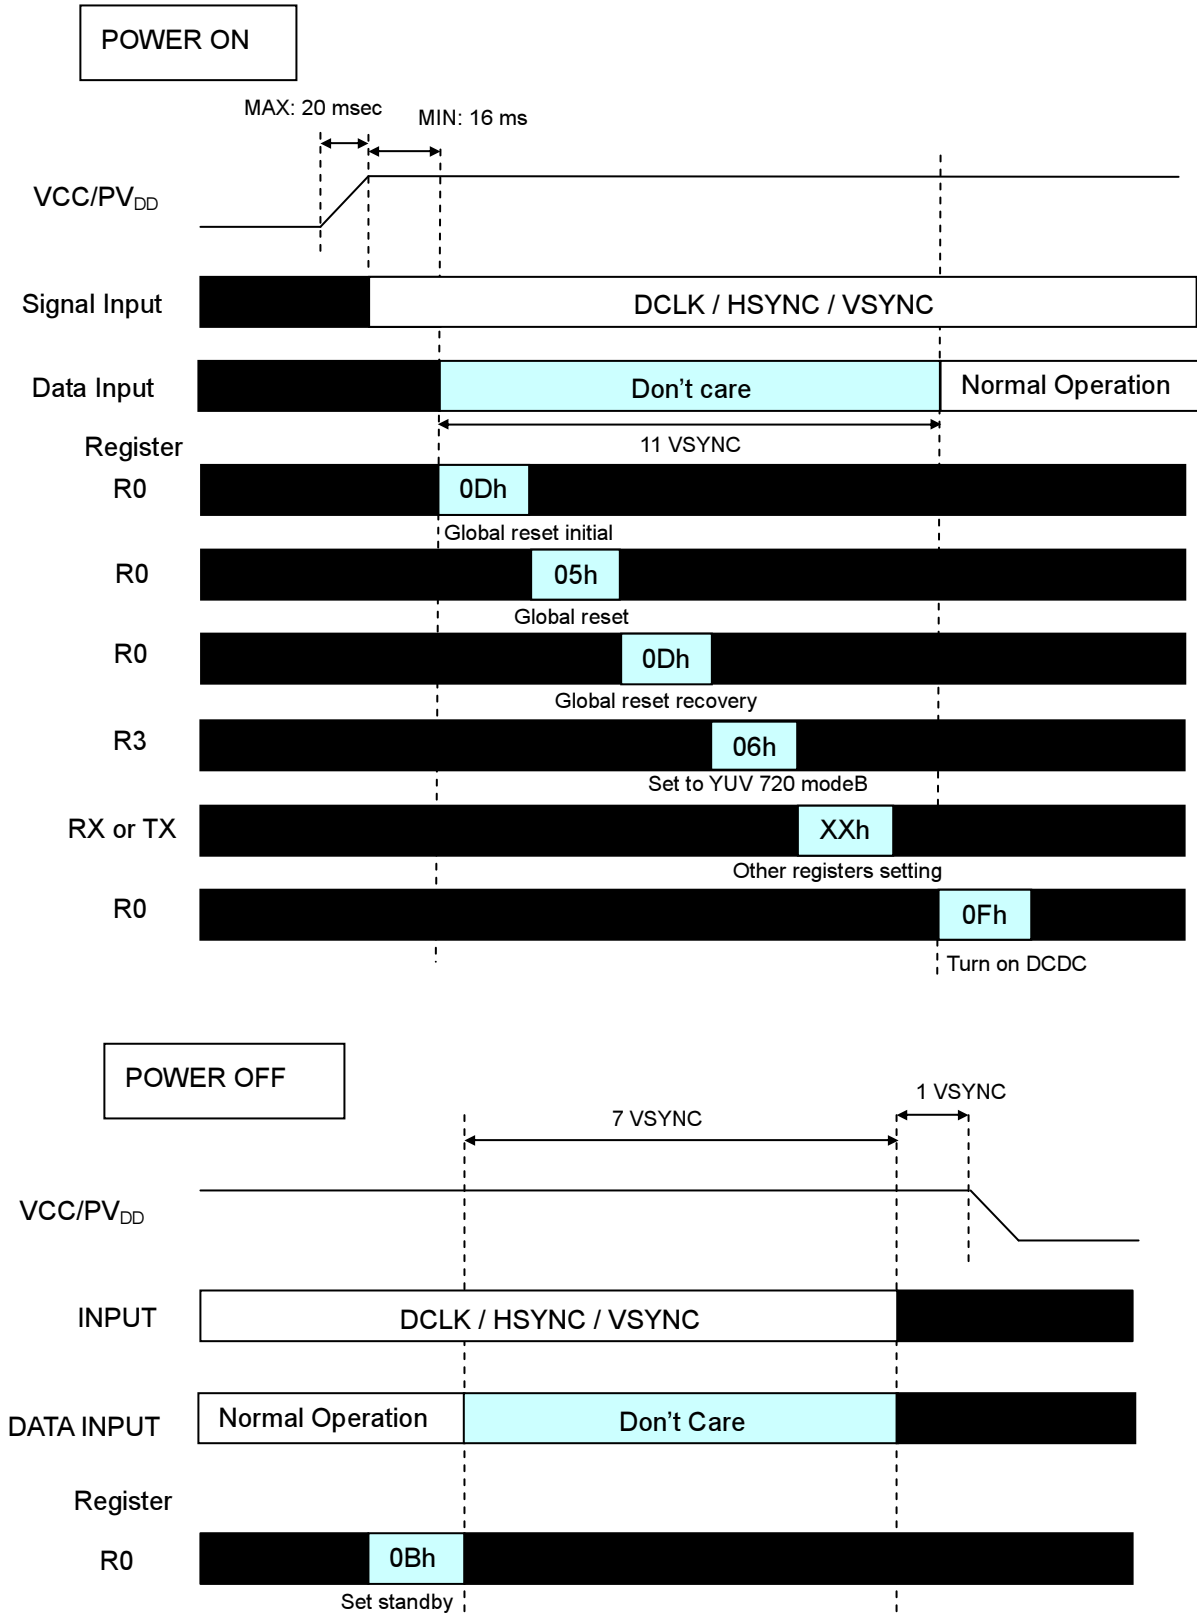 POWER ON
MAX: 20 msec
MIN: 16 ms
VCC/PVDD
Signal Input
DCLK / HSYNC / VSYNC
Data Input
Don't care
Normal Operation
11 VSYNC
Register
R0
0Dh
Global reset initial
R0
05h
Global reset
R0
0Dh
Global reset recovery
R3
06h
Set to YUV 720 modeB
RX or TX
XXh
Other registers setting
R0
0Fh
Turn on DCDC
POWER OFF
1 VSYNC
7 VSYNC
VCC/PVDD
INPUT
DCLK / HSYNC / VSYNC
DATA INPUT
Normal Operation
Don't Care
Register
R0
0Bh
Set standby